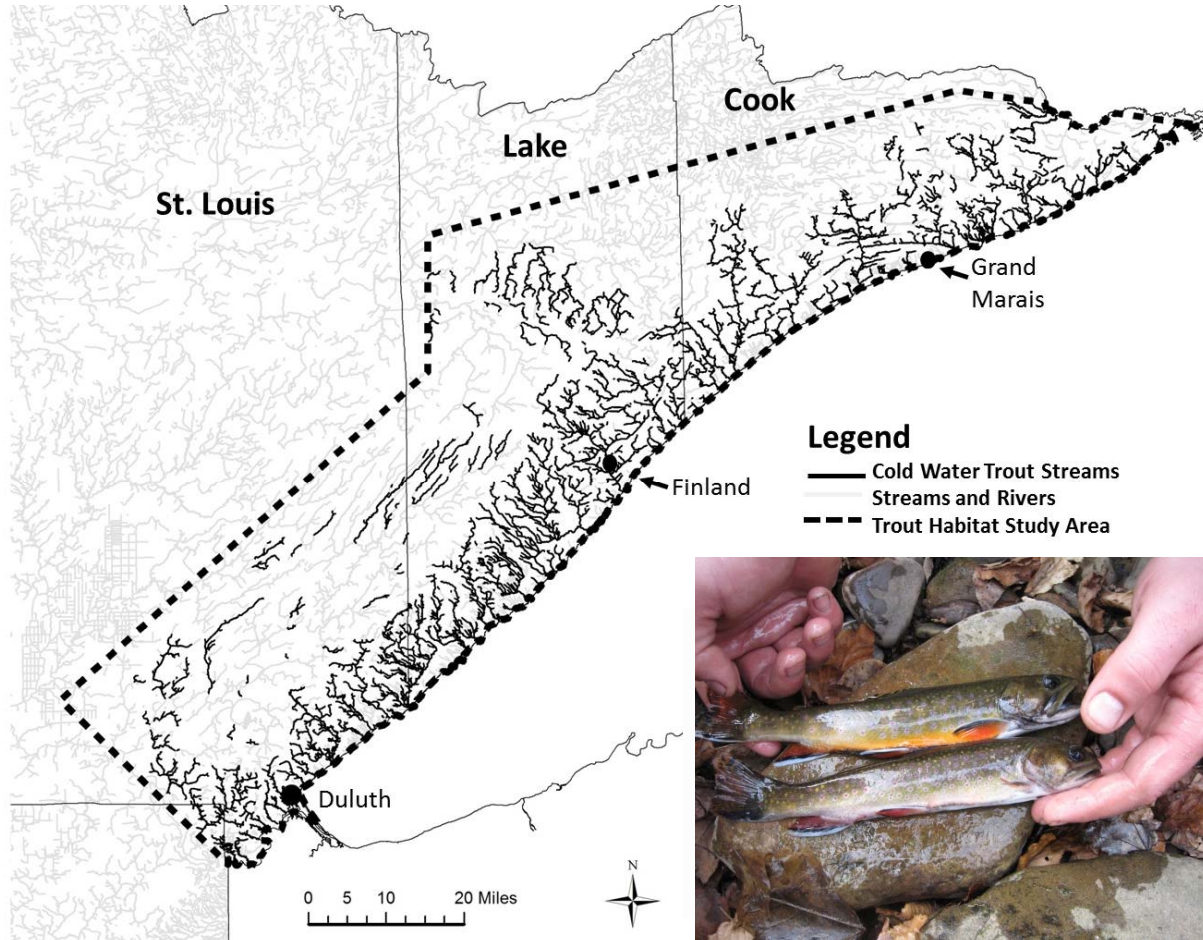 Cook
Lake
St. Louis
Grand
Marais
Legend
Cold Water Trout Streams
Streams and Rivers
Trout Habitat Study Area
Finland
Duluth
N
0 5 10 20 Miles